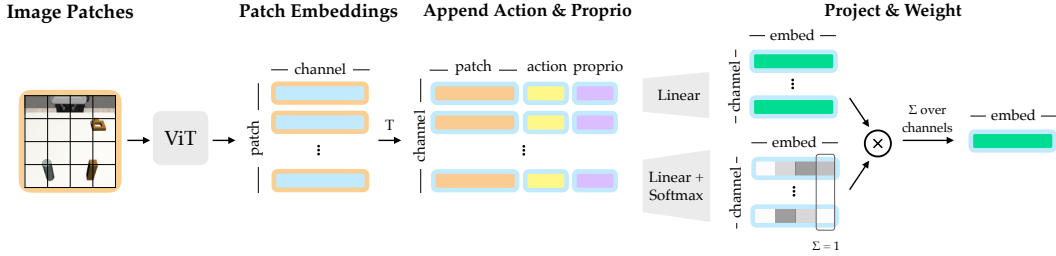 Image Patches
Patch Embeddings
Append Action & Proprio
Project & Weight
ViT
channel
patch
...
T
patch
action
proprio
channel
...
Linear
Linear +
Softmax
embed
channel
...
embed
channel
...
Σ = 1
Σ over
channels
embed